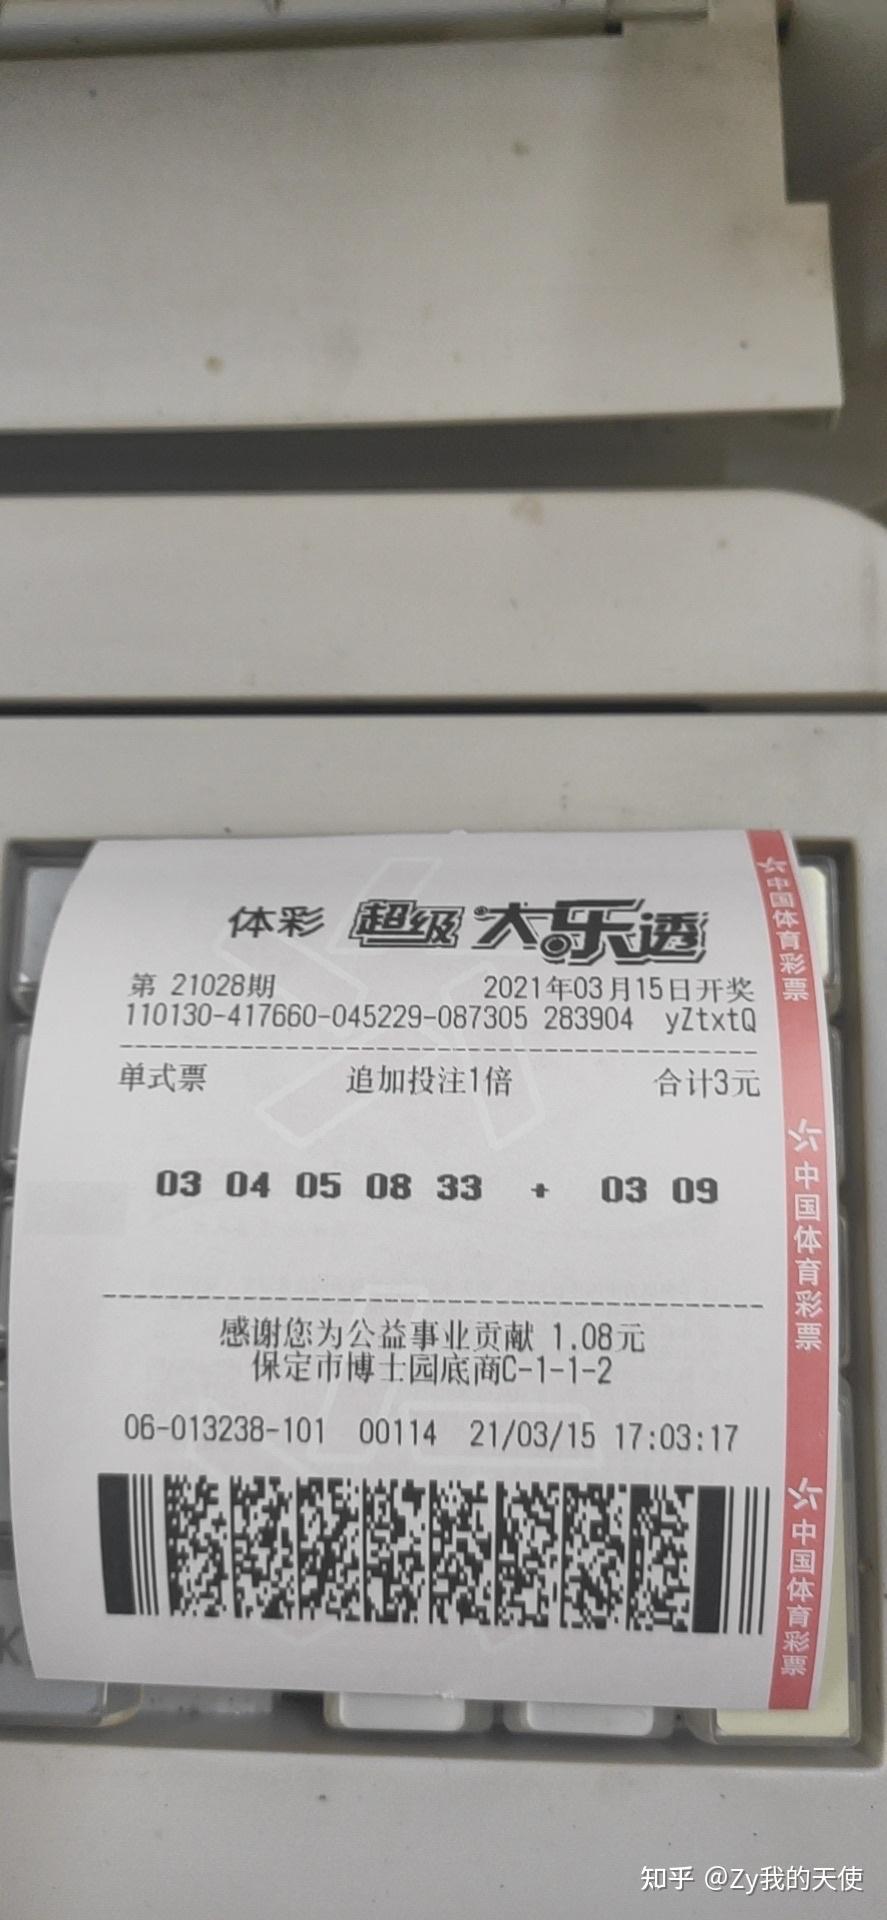 体彩 超级大乐透
第 21028期 2021年03月15日开奖
110130-417660-045229-087305 283904 yZtxtQ
单式票 追加投注1倍 合计3元
03 04 05 08 33 + 03 09
感谢您为公益事业贡献 1.08元
保定市博士园底商C-1-1-2
06-013238-101 00114 21/03/15 17:03:17
中国体育彩票
中国体育彩票
中国体育彩票
K
知乎 @Zy我的天使